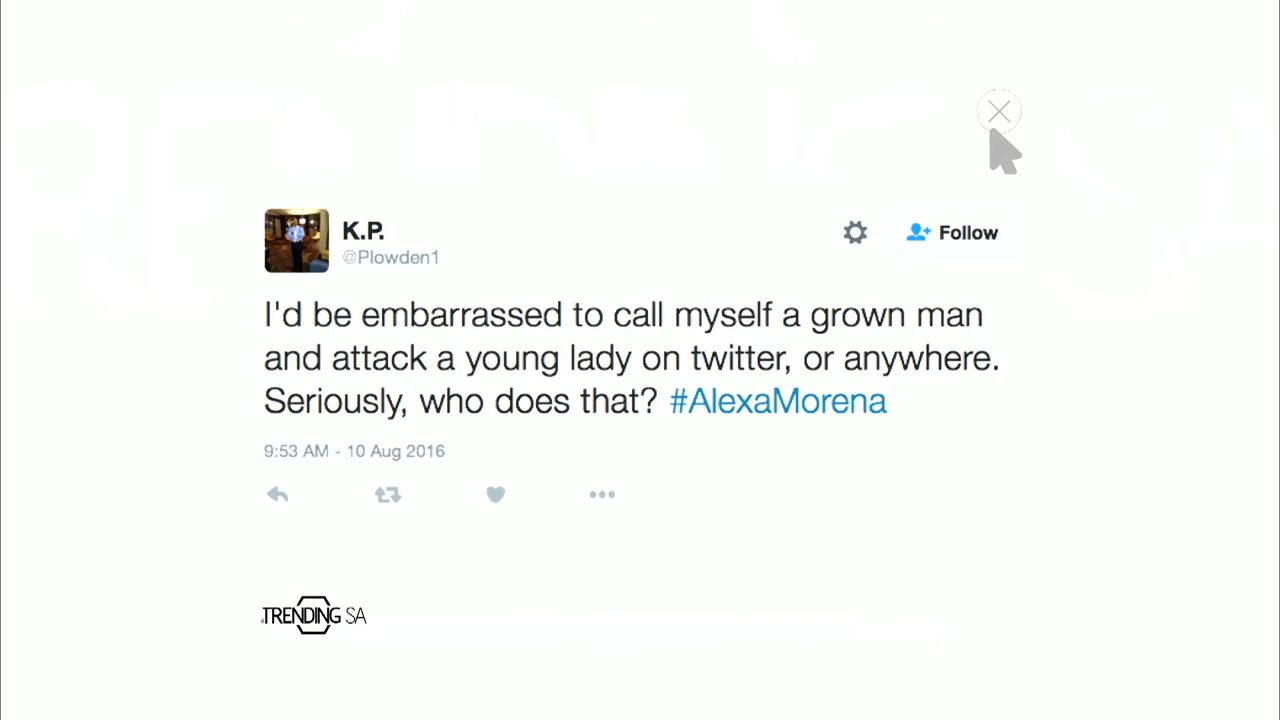 K.P.
@Plowden1
Follow
I'd be embarrassed to call myself a grown man
and attack a young lady on twitter, or anywhere.
Seriously, who does that? #AlexaMorena
9:53 AM - 10 Aug 2016
TRENDING SA